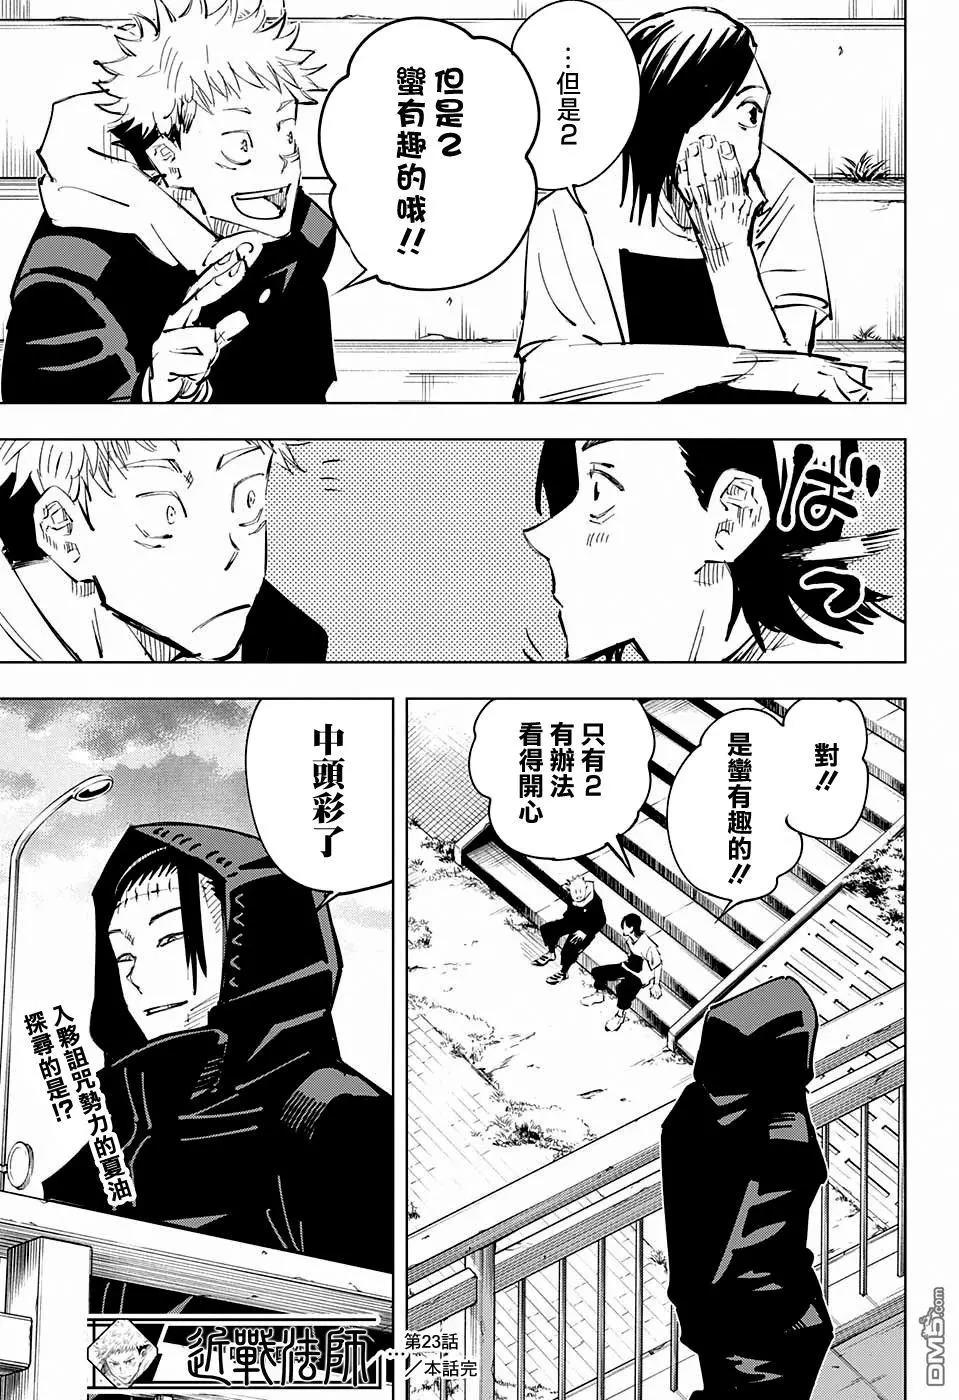 …但是2
但是2
蠻有趣的哦!!
ばっ
對!!
是蠻有趣的!!
只有2
有辦法
看得開心
中頭彩了
入夥詛咒勢力的夏油
探尋的是!?
近戰法師
…第23話
/本話完
DM5.com